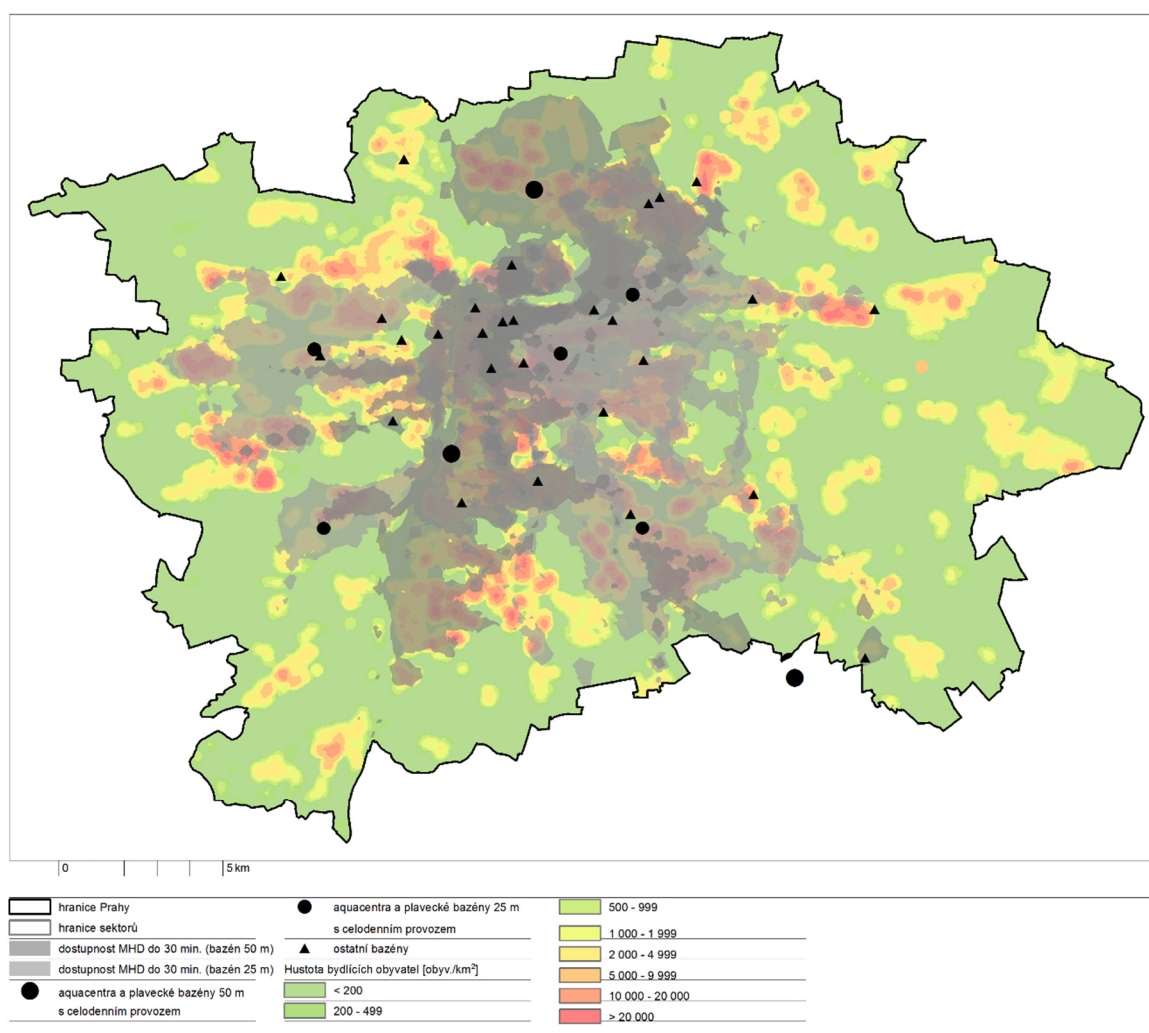 0
5 km
hranice Prahy
hranice sektorů
dostupnost MHD do 30 min. (bazén 50 m)
dostupnost MHD do 30 min. (bazén 25 m)
aquacentra a plavecké bazény 50 m
s celodenním provozem
aquacentra a plavecké bazény 25 m
s celodenním provozem
ostatní bazény
Hustota bydlících obyvatel [obyv./km²]
< 200
200 - 499
500 - 999
1 000 - 1 999
2 000 - 4 999
5 000 - 9 999
10 000 - 20 000
> 20 000